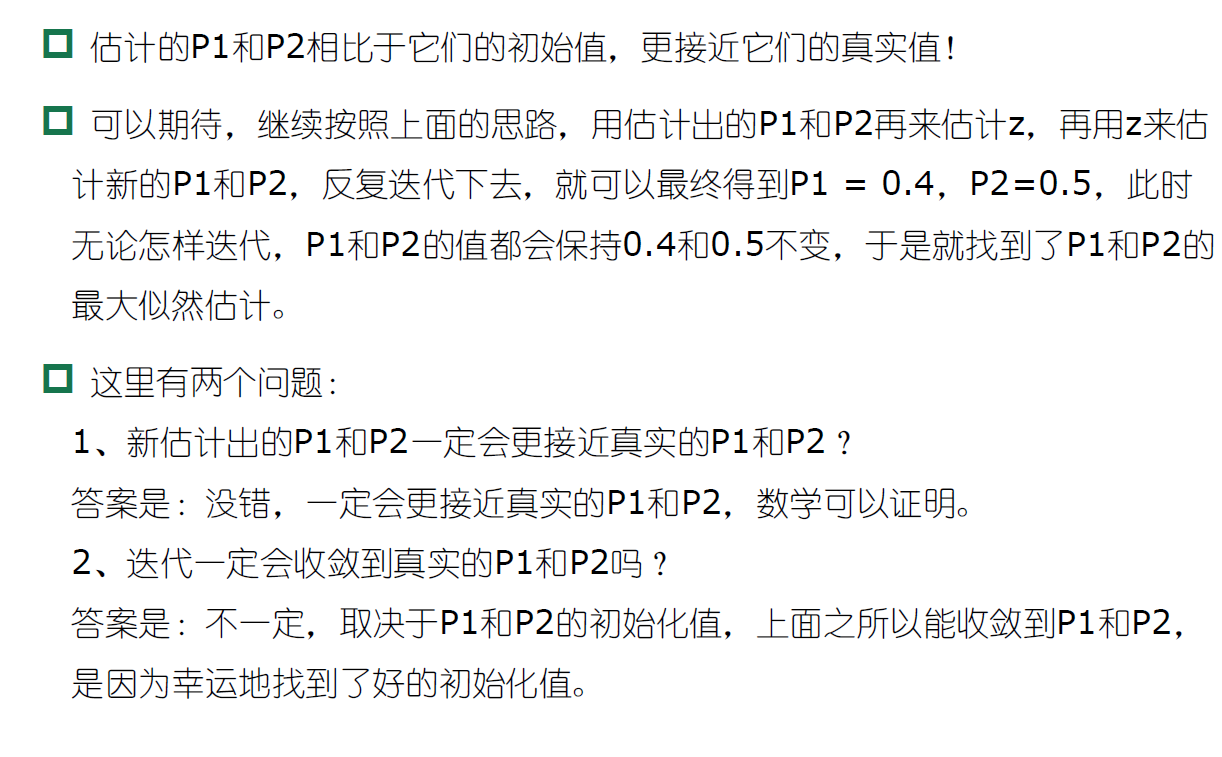 估计的P1和P2相比于它们的初始值，更接近它们的真实值！
可以期待，继续按照上面的思路，用估计出的P1和P2再来估计z，再用z来估
计新的P1和P2，反复迭代下去，就可以最终得到P1 = 0.4，P2=0.5，此时
无论怎样迭代，P1和P2的值都会保持0.4和0.5不变，于是就找到了P1和P2的
最大似然估计。
这里有两个问题：
1、新估计出的P1和P2一定会更接近真实的P1和P2？
答案是：没错，一定会更接近真实的P1和P2，数学可以证明。
2、迭代一定会收敛到真实的P1和P2吗？
答案是：不一定，取决于P1和P2的初始化值，上面之所以能收敛到P1和P2，
是因为幸运地找到了好的初始化值。